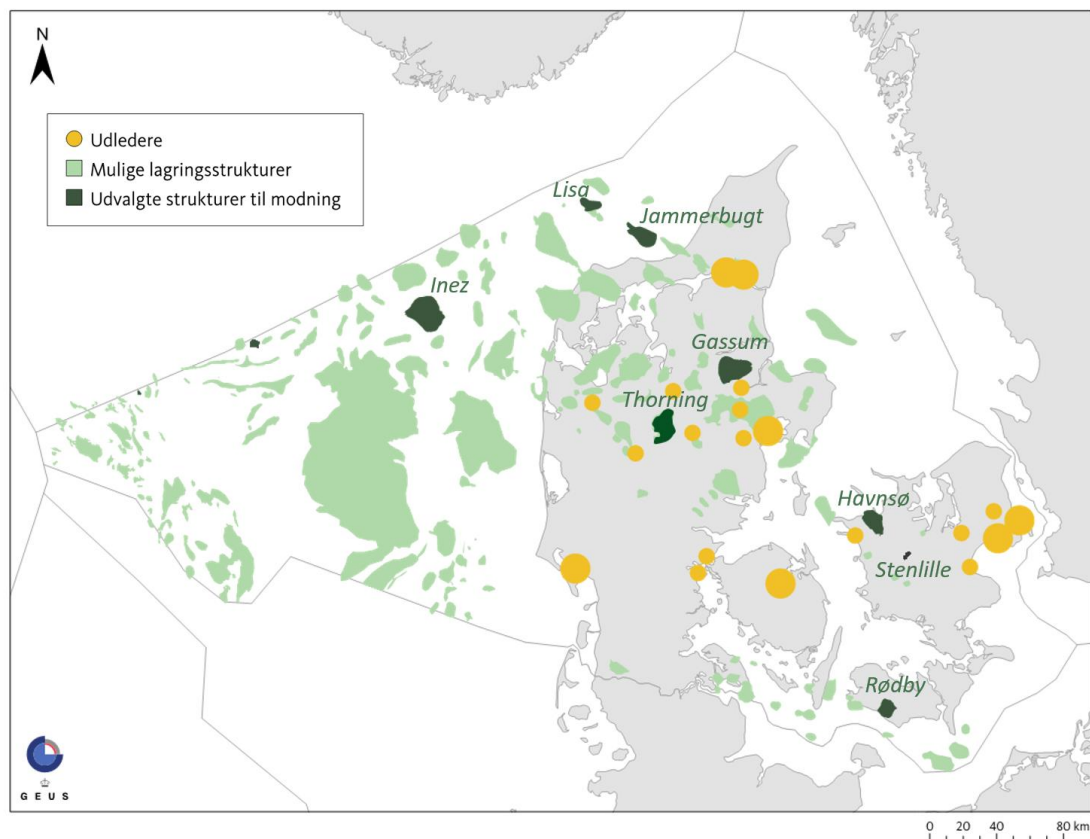 N
Udledere
Mulige lagringsstrukturer
Udvalgte strukturer til modning
Lisa
Jammerbugt
Inez
Gassum
Thorning
Havnsø
Stenlille
Rødby
GEUS
0 20 40 80 km